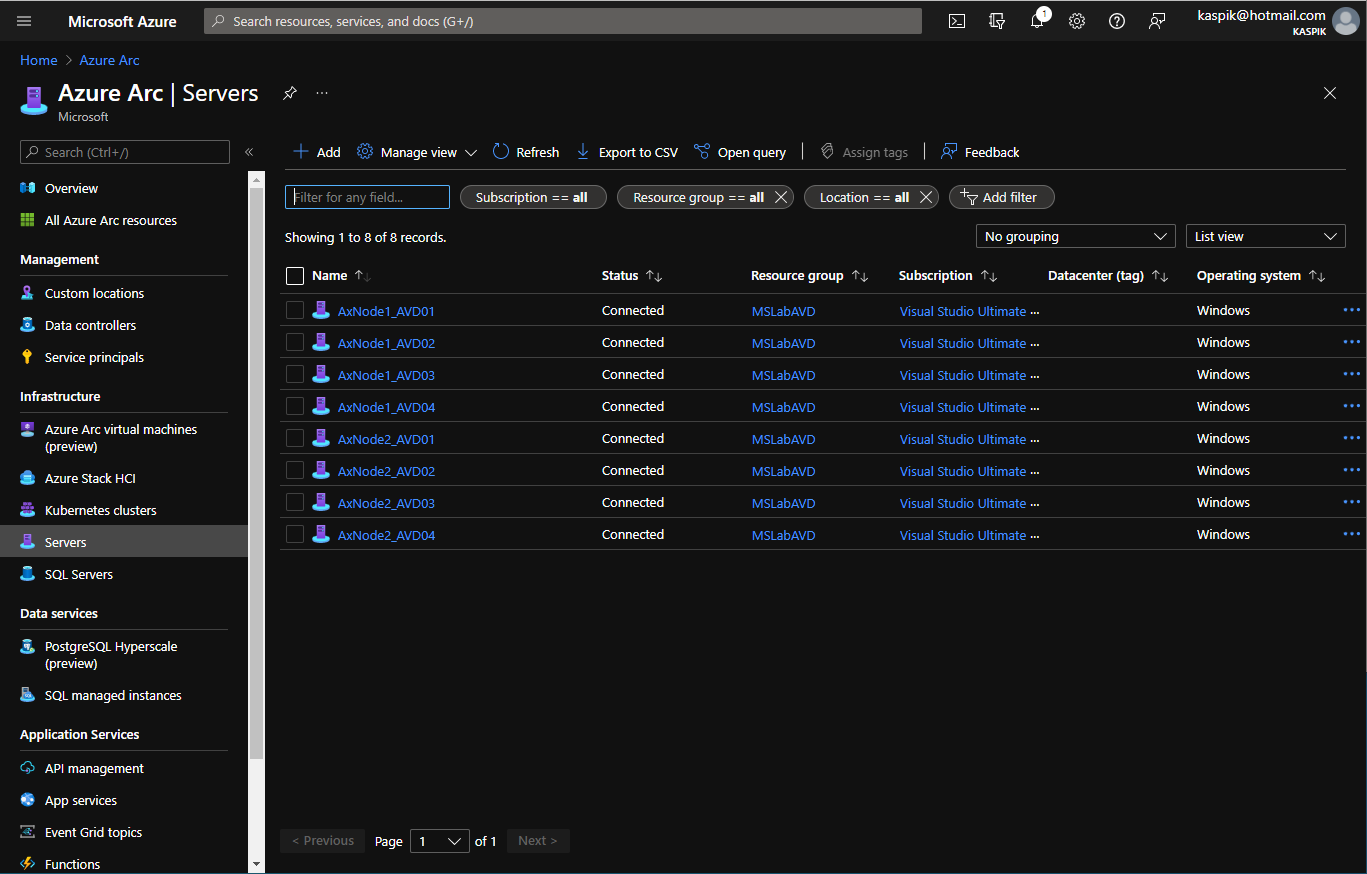 Microsoft Azure
Search resources, services, and docs (G+/)
1
kaspik@hotmail.com
KASPIK
Home > Azure Arc
Azure Arc | Servers
Microsoft
Search (Ctrl+/)
Overview
All Azure Arc resources
Management
Custom locations
Data controllers
Service principals
Infrastructure
Azure Arc virtual machines
(preview)
Azure Stack HCI
Kubernetes clusters
Servers
SQL Servers
Data services
PostgreSQL Hyperscale
(preview)
SQL managed instances
Application Services
API management
App services
Event Grid topics
Functions
Add Manage view Refresh Export to CSV Open query Assign tags Feedback
Filter for any field... Subscription == all Resource group == all Location == all Add filter
Showing 1 to 8 of 8 records. No grouping List view
Name Status Resource group Subscription Datacenter (tag) Operating system
AxNode1_AVD01 Connected MSLabAVD Visual Studio Ultimate ... Windows
AxNode1_AVD02 Connected MSLabAVD Visual Studio Ultimate ... Windows
AxNode1_AVD03 Connected MSLabAVD Visual Studio Ultimate ... Windows
AxNode1_AVD04 Connected MSLabAVD Visual Studio Ultimate ... Windows
AxNode2_AVD01 Connected MSLabAVD Visual Studio Ultimate ... Windows
AxNode2_AVD02 Connected MSLabAVD Visual Studio Ultimate ... Windows
AxNode2_AVD03 Connected MSLabAVD Visual Studio Ultimate ... Windows
AxNode2_AVD04 Connected MSLabAVD Visual Studio Ultimate ... Windows
< Previous Page 1 of 1 Next >